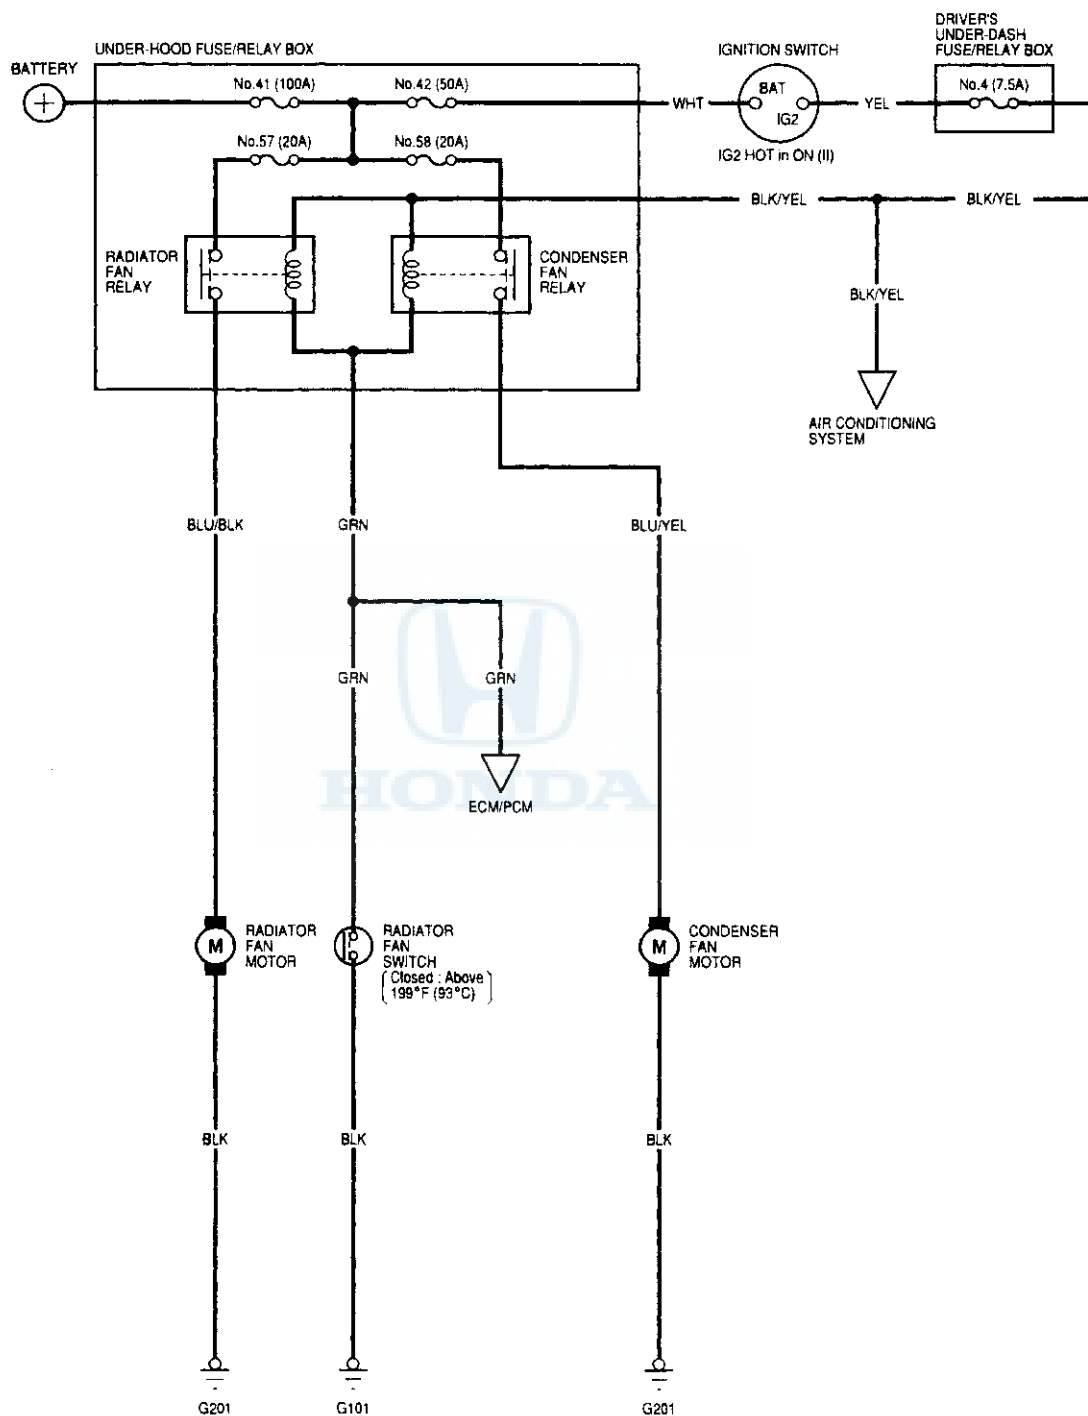 DRIVER'S
UNDER-DASH
FUSE/RELAY BOX
UNDER-HOOD FUSE/RELAY BOX
IGNITION SWITCH
BATTERY
No.41 (100A)
No.42 (50A)
BAT
No.4 (7.5A)
WHT
YEL
IG2
No.57 (20A)
No.58 (20A)
IG2 HOT in ON (II)
BLK/YEL
BLK/YEL
RADIATOR
FAN
RELAY
CONDENSER
FAN
RELAY
BLK/YEL
AIR CONDITIONING
SYSTEM
BLU/BLK
GRN
BLU/YEL
GRN
GRN
HONDA
ECM/PCM
M
RADIATOR
FAN
MOTOR
RADIATOR
FAN
SWITCH
(Closed : Above
199°F (93°C))
M
CONDENSER
FAN
MOTOR
BLK
BLK
BLK
G201
G101
G201